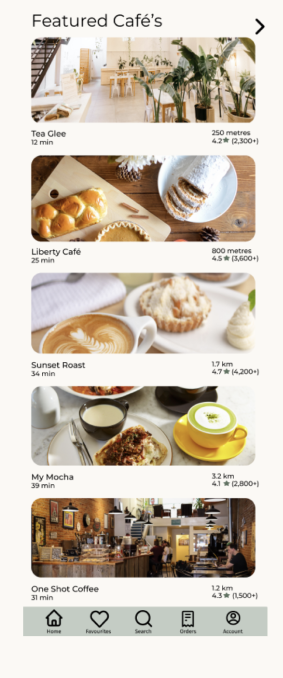 Featured Café’s
Tea Glee
250 metres
12 min
4.2★ (2,300+)
Liberty Café
800 metres
25 min
4.5 ★ (3,600+)
Sunset Roast
1.7 km
34 min
4.7 ★ (4,200+)
My Mocha
3.2 km
39 min
4.1 ★ (2,800+)
One Shot Coffee
1.2 km
31 min
4.3 ★ (1,500+)
Home Favourites Search Orders Account